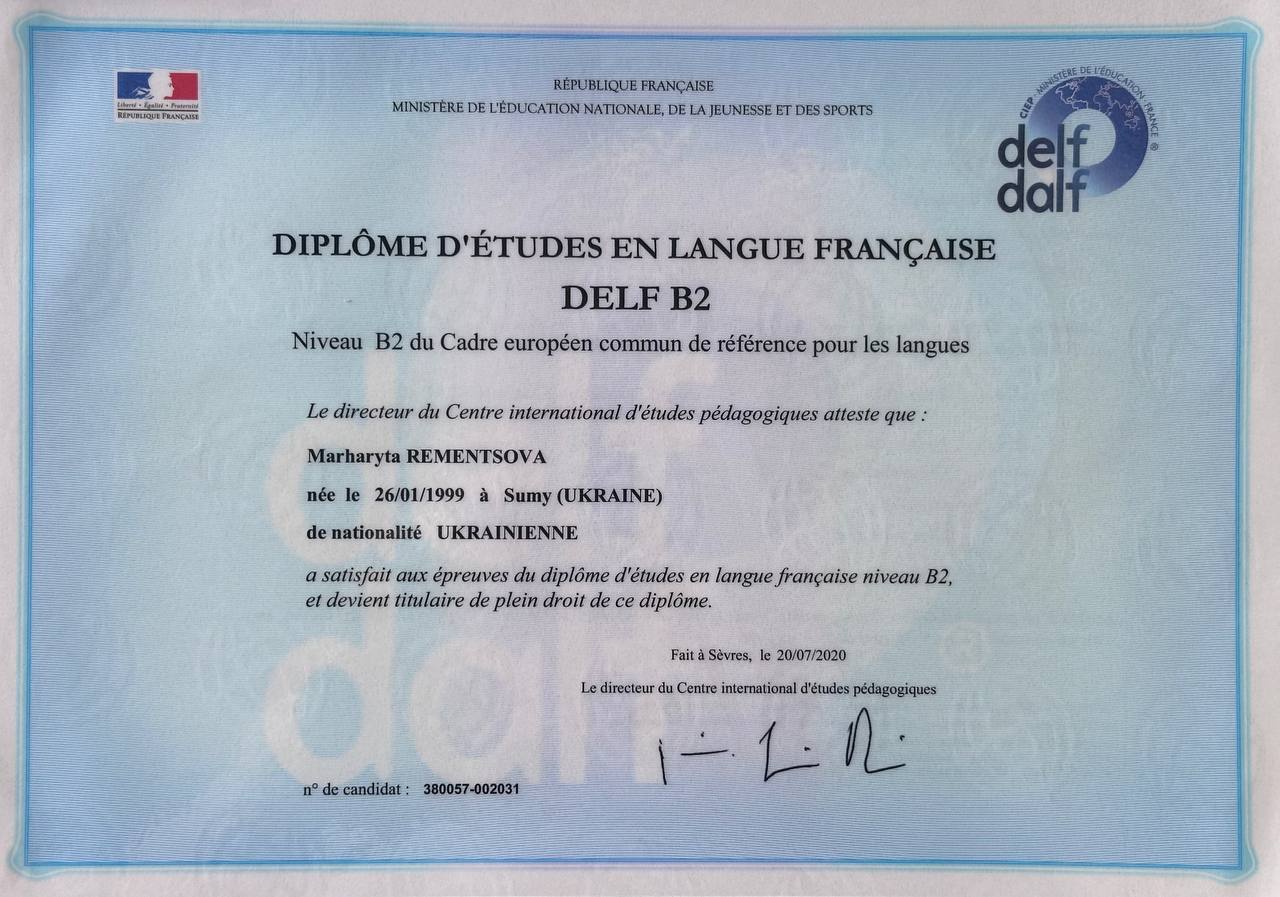 Liberté • Égalité • Fraternité
RÉPUBLIQUE FRANÇAISE
RÉPUBLIQUE FRANÇAISE
MINISTÈRE DE L'ÉDUCATION NATIONALE, DE LA JEUNESSE ET DES SPORTS
CIEP - MINISTÈRE DE L'ÉDUCATION FRANCE ®
delf
dalf
DIPLÔME D'ÉTUDES EN LANGUE FRANÇAISE
DELF B2
Niveau B2 du Cadre européen commun de référence pour les langues
Le directeur du Centre international d'études pédagogiques atteste que :
Marharyta REMENTSOVA
née le 26/01/1999 à Sumy (UKRAINE)
de nationalité UKRAINIENNE
a satisfait aux épreuves du diplôme d'études en langue française niveau B2,
et devient titulaire de plein droit de ce diplôme.
Fait à Sèvres, le 20/07/2020
Le directeur du Centre international d'études pédagogiques
n° de candidat : 380057-002031
delf
dalf
®